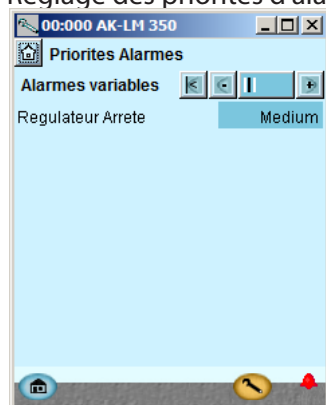 Réglage des priorités d'ala
00:000 AK-LM 350
Priorites Alarmes
Alarmes variables
Regulateur Arrete Medium